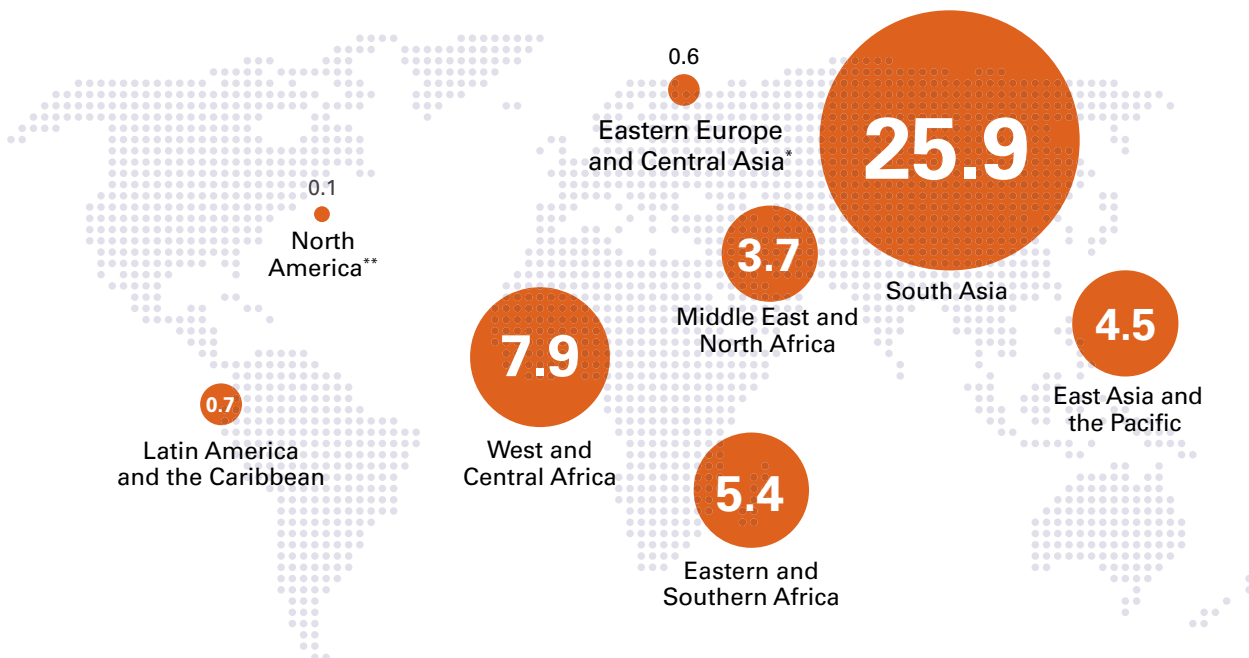 0.6
Eastern Europe
and Central Asia*
25.9
South Asia
0.1
North
America**
3.7
Middle East and
North Africa
4.5
East Asia and
the Pacific
7.9
West and
Central Africa
0.7
Latin America
and the Caribbean
5.4
Eastern and
Southern Africa